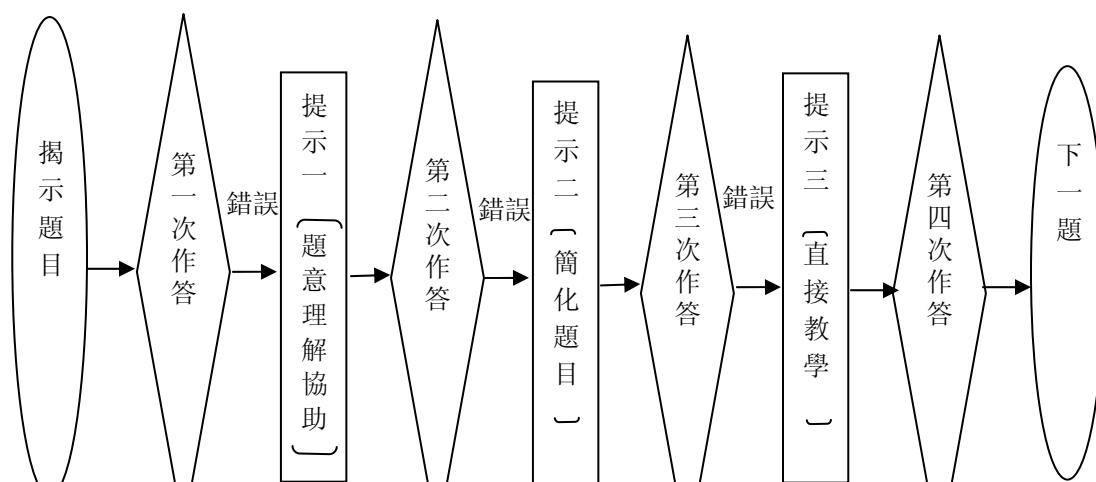 揭示題目
第一次作答
錯誤
提示一〔題意理解協助〕
第二次作答
錯誤
提示二〔簡化題目〕
第三次作答
錯誤
提示三〔直接教學〕
第四次作答
下一題